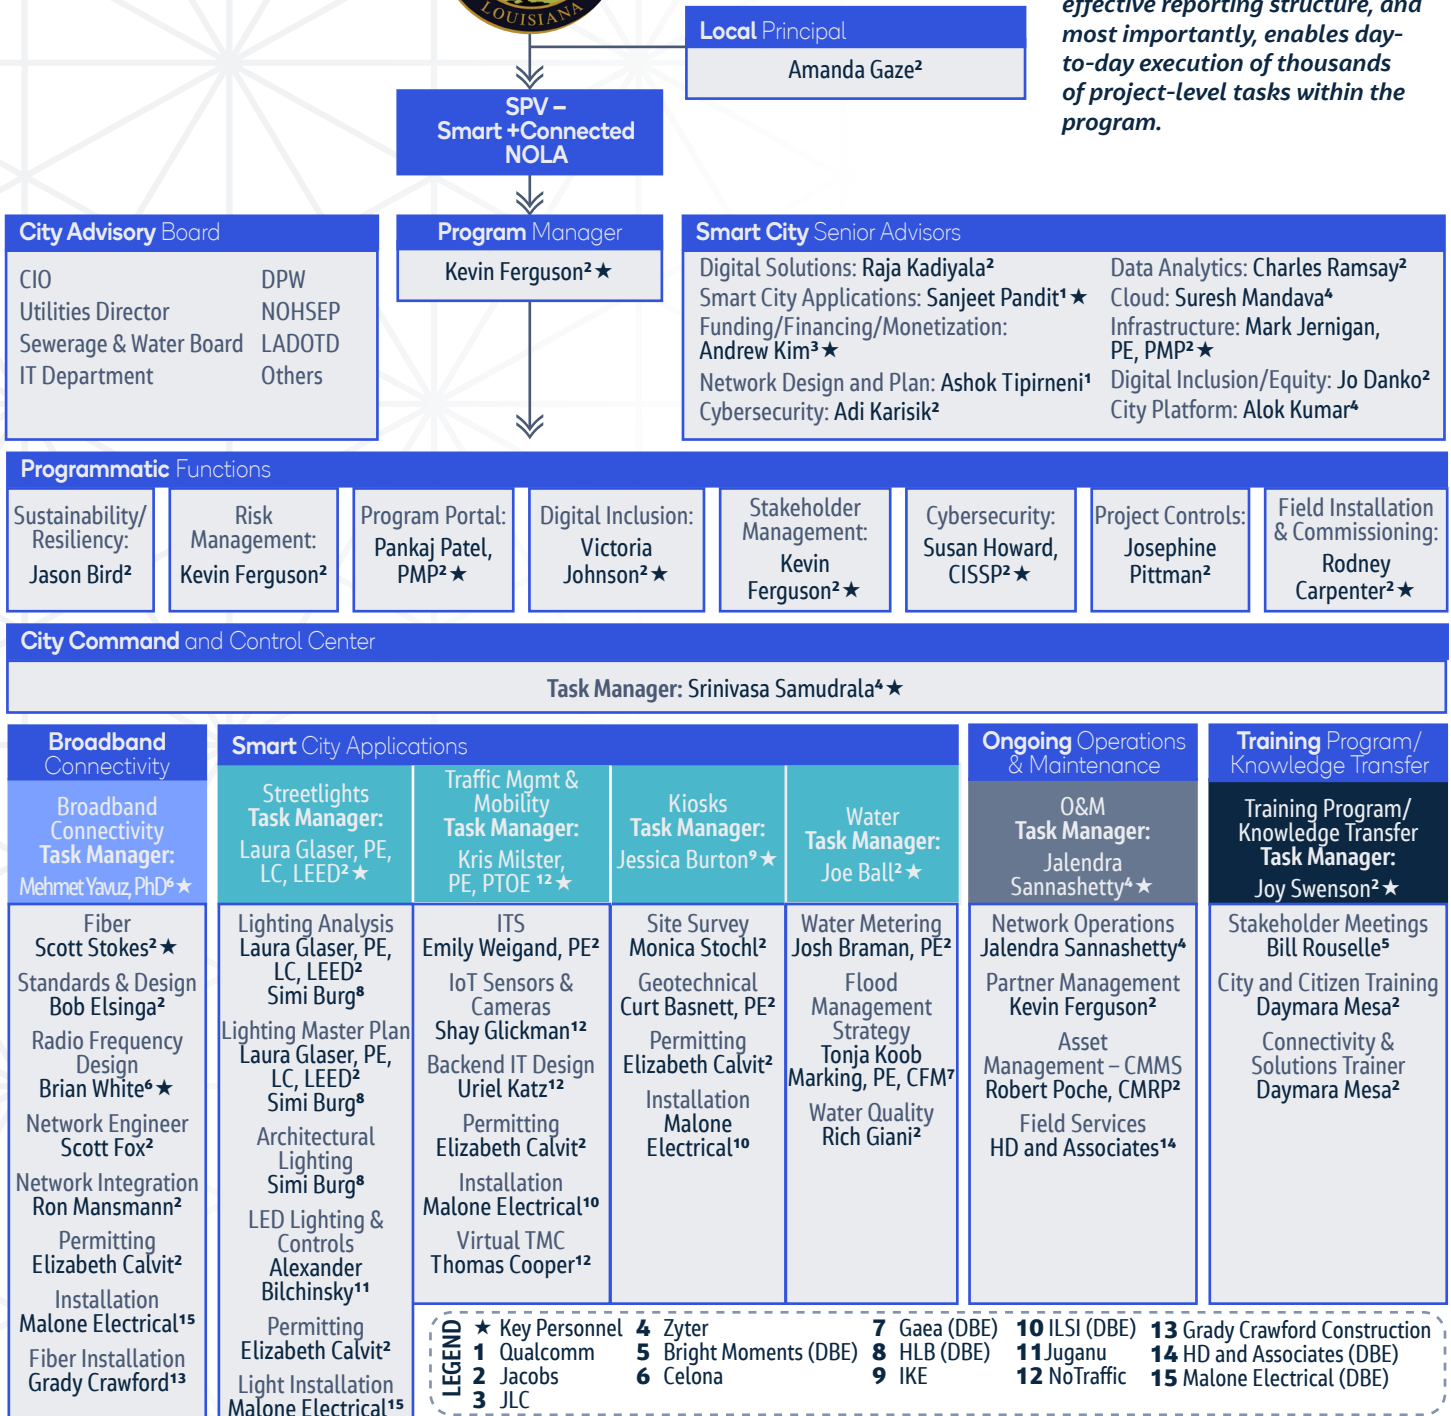 LOUISIANA
effective reporting structure, and
most importantly, enables day-
to-day execution of thousands
of project-level tasks within the
program.
Local Principal
Amanda Gaze²
SPV –
Smart +Connected
NOLA
City Advisory Board
CIO
Utilities Director
Sewerage & Water Board
IT Department
DPW
NOHSEP
LADOTD
Others
Program Manager
Kevin Ferguson²★
Smart City Senior Advisors
Digital Solutions: Raja Kadiyala²
Smart City Applications: Sanjeet Pandit¹★
Funding/Financing/Monetization:
Andrew Kim³★
Network Design and Plan: Ashok Tipirneni¹
Cybersecurity: Adi Karisik²
Data Analytics: Charles Ramsay²
Cloud: Suresh Mandava⁴
Infrastructure: Mark Jernigan,
PE, PMP²★
Digital Inclusion/Equity: Jo Danko²
City Platform: Alok Kumar⁴
Programmatic Functions
Sustainability/
Resiliency:
Jason Bird²
Risk
Management:
Kevin Ferguson²
Program Portal:
Pankaj Patel,
PMP²★
Digital Inclusion:
Victoria
Johnson²★
Stakeholder
Management:
Kevin
Ferguson²★
Cybersecurity:
Susan Howard,
CISSP²★
Project Controls:
Josephine
Pittman²
Field Installation
& Commissioning:
Rodney
Carpenter²★
City Command and Control Center
Task Manager: Srinivasa Samudrala⁴★
Broadband
Connectivity
Broadband
Connectivity
Task Manager:
Mehmet Yavuz, PhD⁶★
Fiber
Scott Stokes²★
Standards & Design
Bob Elsinga²
Radio Frequency
Design
Brian White⁶★
Network Engineer
Scott Fox²
Network Integration
Ron Mansmann²
Permitting
Elizabeth Calvit²
Installation
Malone Electrical¹⁵
Fiber Installation
Grady Crawford¹³
Smart City Applications
Streetlights
Task Manager:
Laura Glaser, PE,
LC, LEED²★
Lighting Analysis
Laura Glaser, PE,
LC, LEED²
Simi Burg⁸
Lighting Master Plan
Laura Glaser, PE,
LC, LEED²
Simi Burg⁸
Architectural
Lighting
Simi Burg⁸
LED Lighting &
Controls
Alexander
Bilchinsky¹¹
Permitting
Elizabeth Calvit²
Light Installation
Malone Electrical¹⁵
Traffic Mgmt &
Mobility
Task Manager:
Kris Milster,
PE, PTOE ¹²★
ITS
Emily Weigand, PE²
IoT Sensors &
Cameras
Shay Glickman¹²
Backend IT Design
Uriel Katz¹²
Permitting
Elizabeth Calvit²
Installation
Malone Electrical¹⁰
Virtual TMC
Thomas Cooper¹²
Kiosks
Task Manager:
Jessica Burton⁹★
Site Survey
Monica Stochl²
Geotechnical
Curt Basnett, PE²
Permitting
Elizabeth Calvit²
Installation
Malone
Electrical¹⁰
Water
Task Manager:
Joe Ball²★
Water Metering
Josh Braman, PE²
Flood
Management
Strategy
Tonja Koob
Marking, PE, CFM⁷
Water Quality
Rich Giani²
Ongoing Operations
& Maintenance
O&M
Task Manager:
Jalendra
Sannashetty⁴★
Network Operations
Jalendra Sannashetty⁴
Partner Management
Kevin Ferguson²
Asset
Management – CMMS
Robert Poche, CMRP²
Field Services
HD and Associates¹⁴
Training Program/
Knowledge Transfer
Training Program/
Knowledge Transfer
Task Manager:
Joy Swenson²★
Stakeholder Meetings
Bill Rouselle⁵
City and Citizen Training
Daymara Mesa²
Connectivity &
Solutions Trainer
Daymara Mesa²
LEGEND
★ Key Personnel
1 Qualcomm
2 Jacobs
3 JLC
4 Zyter
5 Bright Moments (DBE)
6 Celona
7 Gaea (DBE)
8 HLB (DBE)
9 IKE
10 ILSI (DBE)
11 Juganu
12 NoTraffic
13 Grady Crawford Construction
14 HD and Associates (DBE)
15 Malone Electrical (DBE)